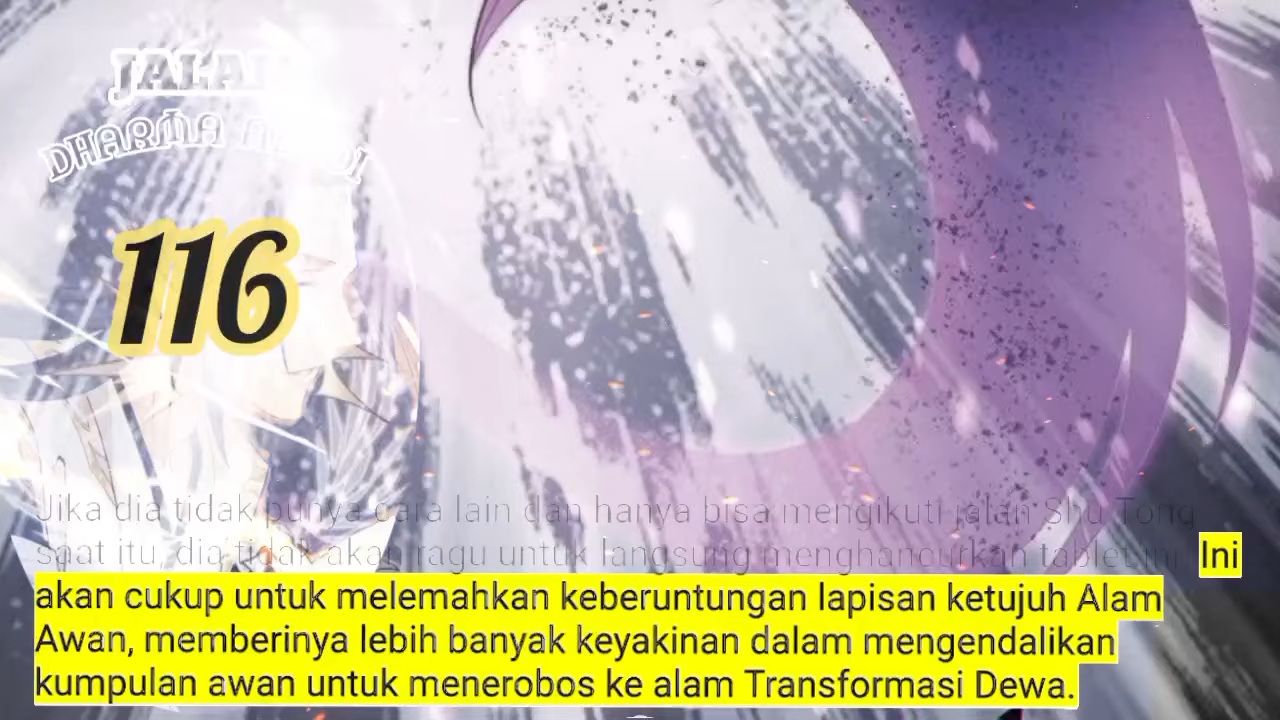 JALAN
DHARMA
116
Jika dia tidak punya cara lain dan hanya bisa mengikuti jalan Shu Tong
saat itu, dia tidak akan ragu untuk langsung menghancurkan tablet ini. Ini
akan cukup untuk melemahkan keberuntungan lapisan ketujuh Alam
Awan, memberinya lebih banyak keyakinan dalam mengendalikan
kumpulan awan untuk menerobos ke alam Transformasi Dewa.